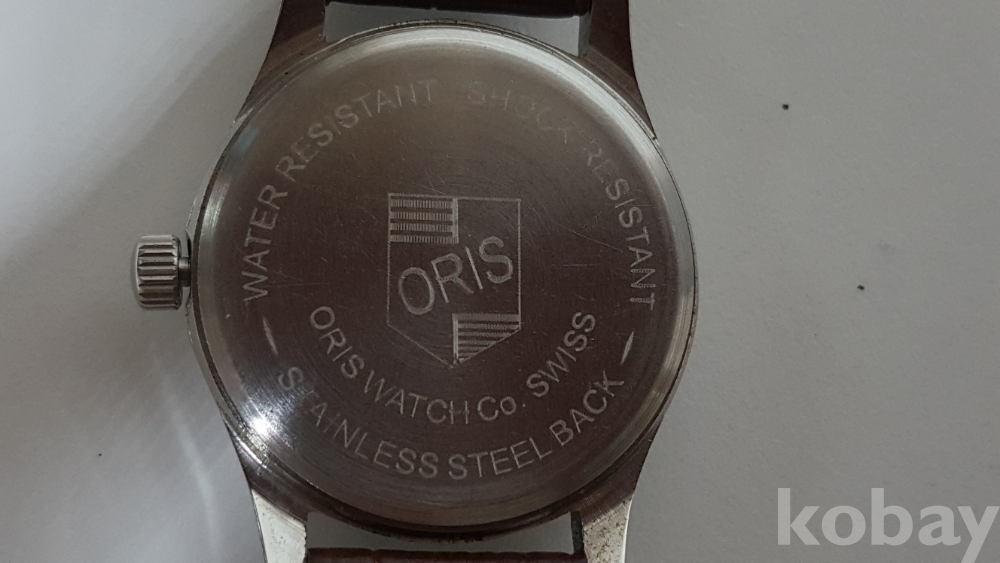 WATER RESISTANT SHOCK RESISTANT
ORIS
ORIS WATCH Co. SWISS
STAINLESS STEEL BACK
kobay